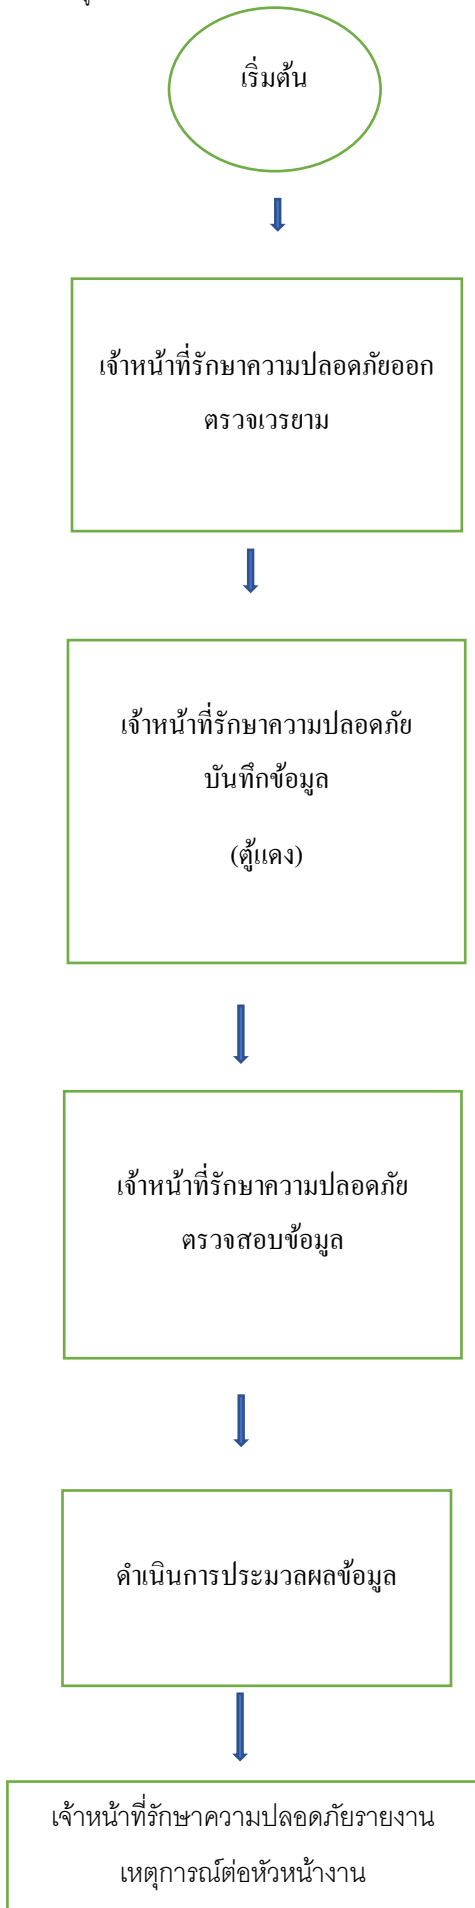 เริ่มต้น
เจ้าหน้าที่รักษาความปลอดภัยออก
ตรวจเวรยาม
เจ้าหน้าที่รักษาความปลอดภัย
บันทึกข้อมูล
(ตู้แดง)
เจ้าหน้าที่รักษาความปลอดภัย
ตรวจสอบข้อมูล
ดำเนินการประมวลผลข้อมูล
เจ้าหน้าที่รักษาความปลอดภัยรายงาน
เหตุการณ์ต่อหัวหน้างาน